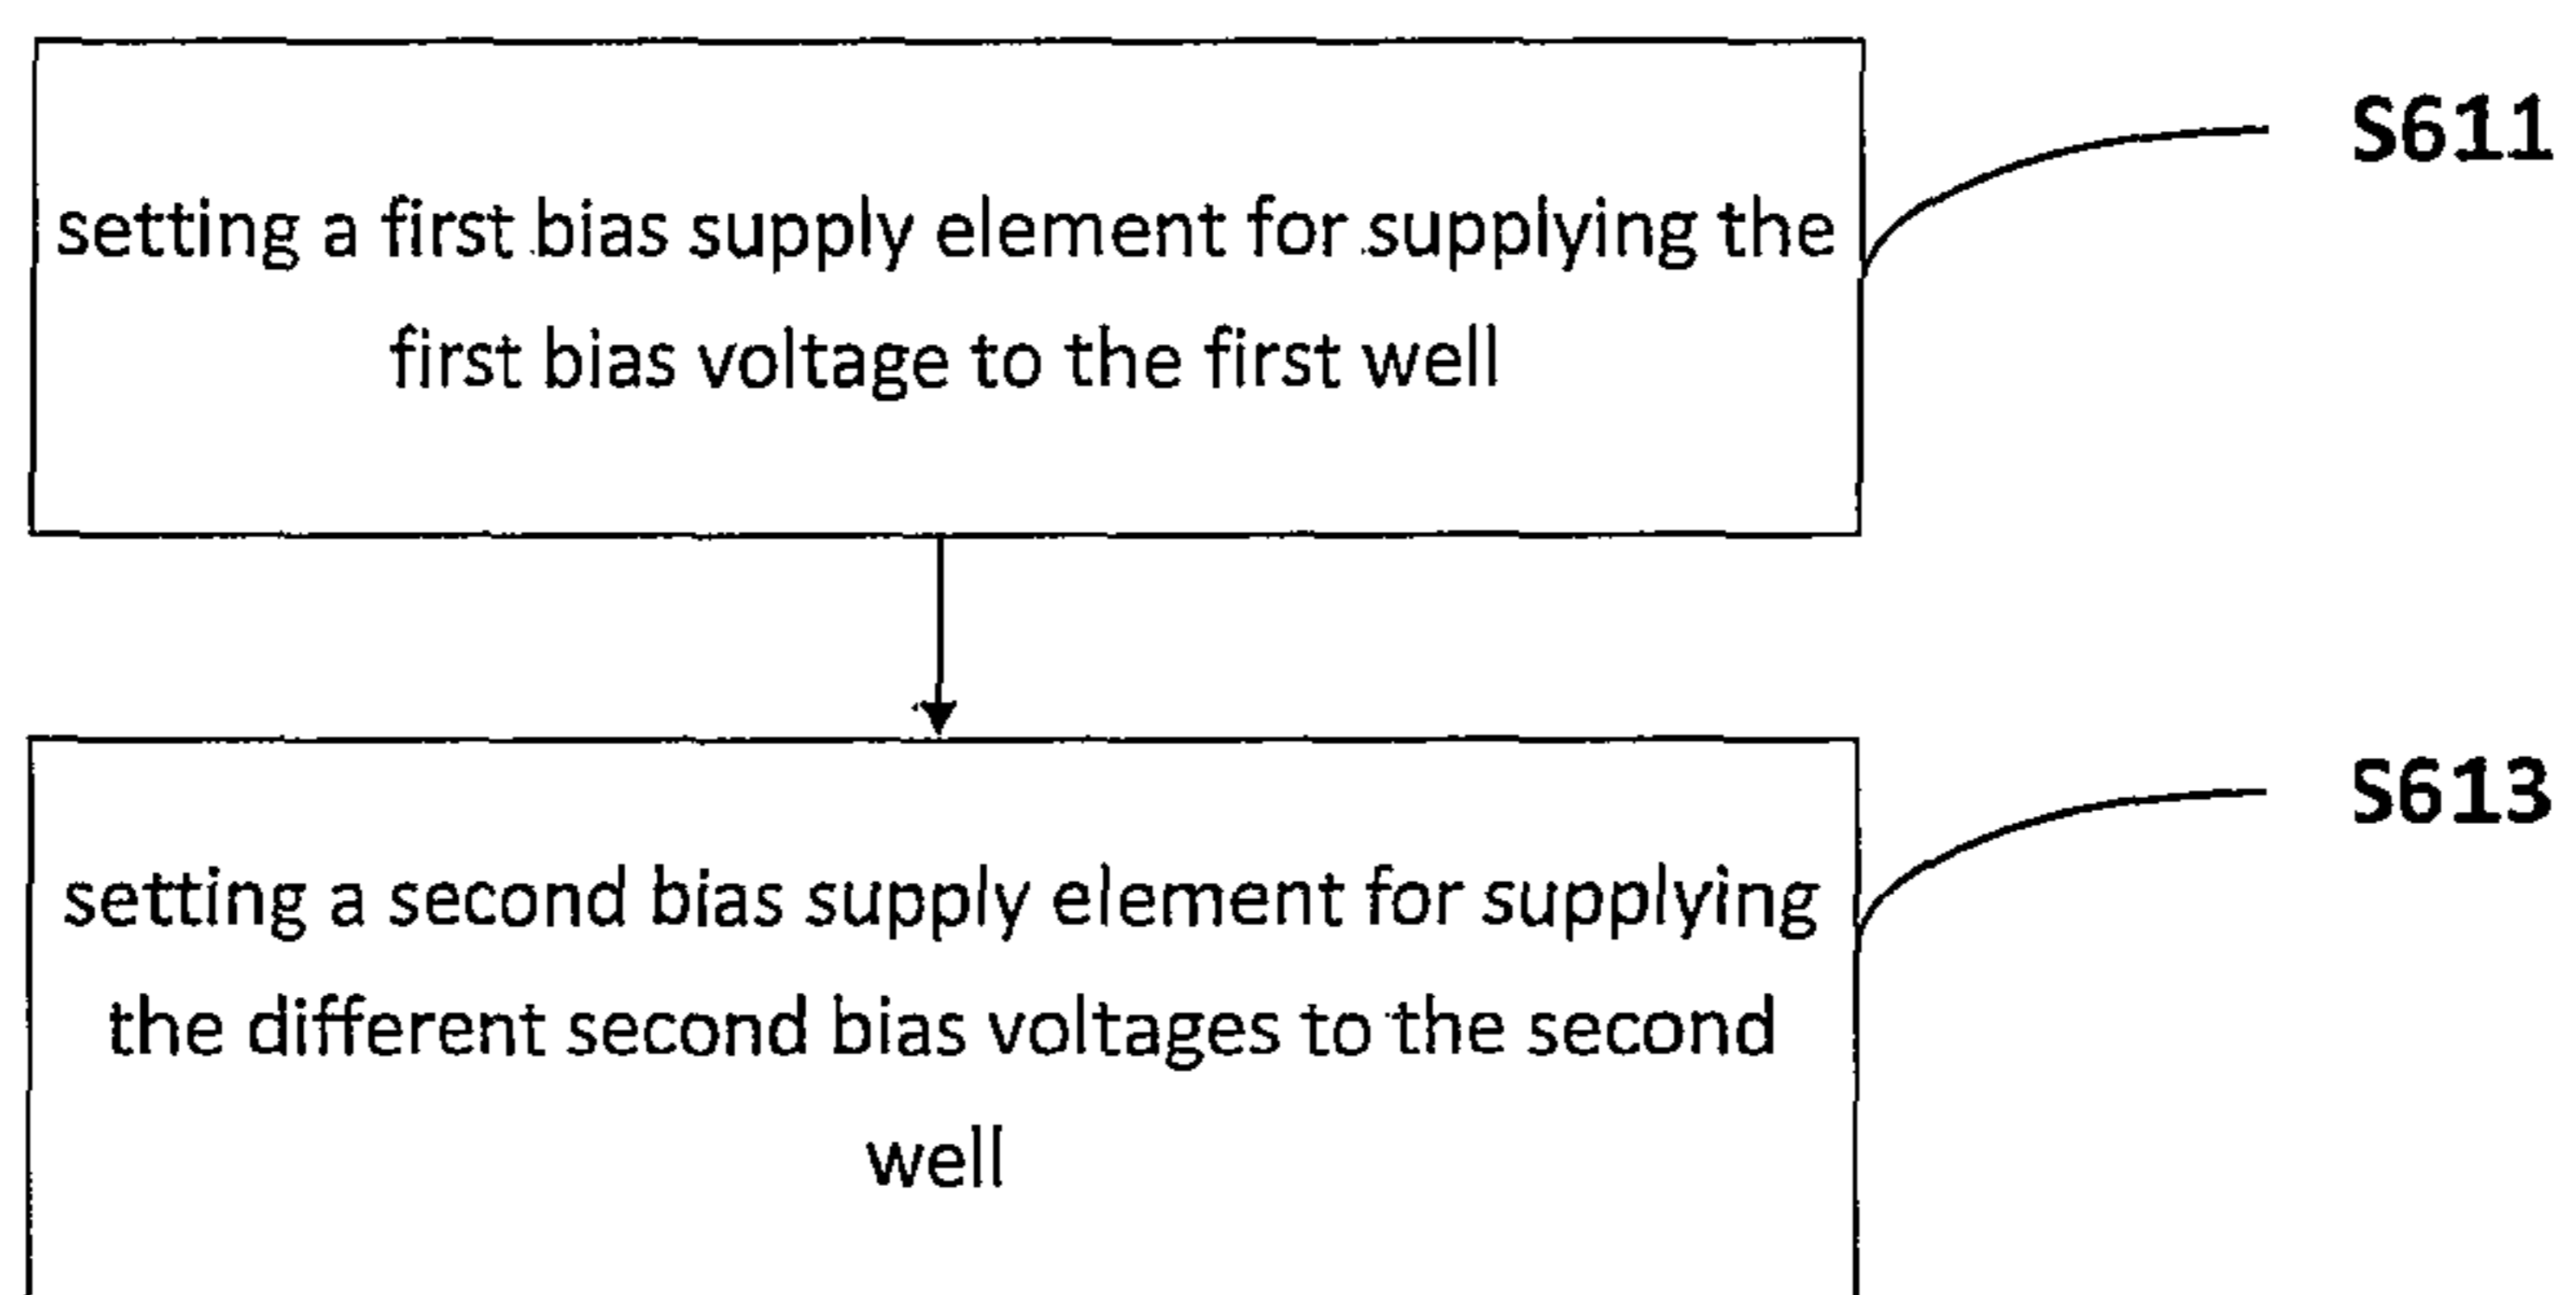 S611
setting a first bias supply element for supplying the
first bias voltage to the first well
S613
setting a second bias supply element for supplying
the different second bias voltages to the second
well